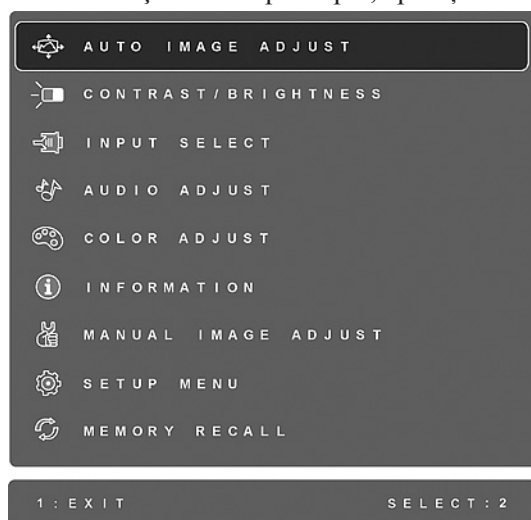 AUTO IMAGE ADJUST
CONTRAST/BRIGHTNESS
INPUT SELECT
AUDIO ADJUST
COLOR ADJUST
INFORMATION
MANUAL IMAGE ADJUST
SETUP MENU
MEMORY RECALL
1:EXIT SELECT:2